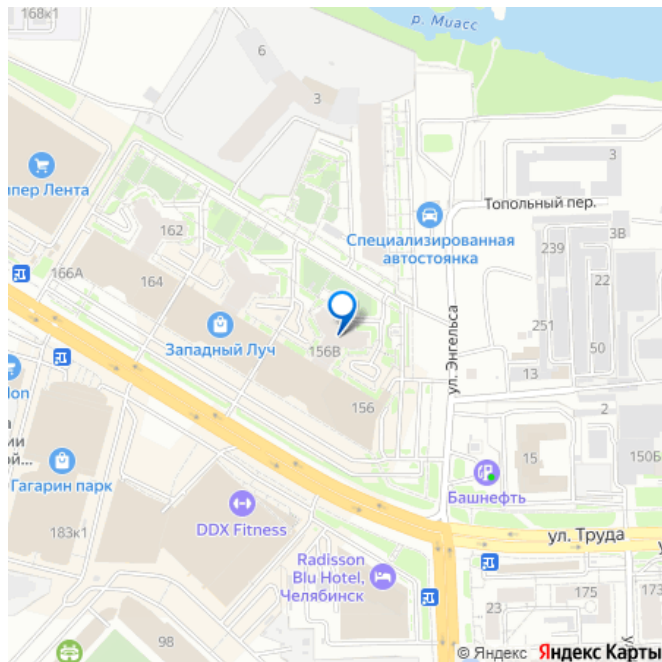 168к1
р. Миасс
6
3
3
ипер Лента
Топольный пер.
162
Специализированная
автостоянка
239
3В
166А
164
22
ул. Энгельса
251
50
Западный Луч
156В
13
156
2
15
150Б
Гагарин парк
Башнефть
183к1
DDX Fitness
ул. Труда
Radisson
Blu Hotel,
Челябинск
175
173
23
98
© Яндекс Яндекс Карты